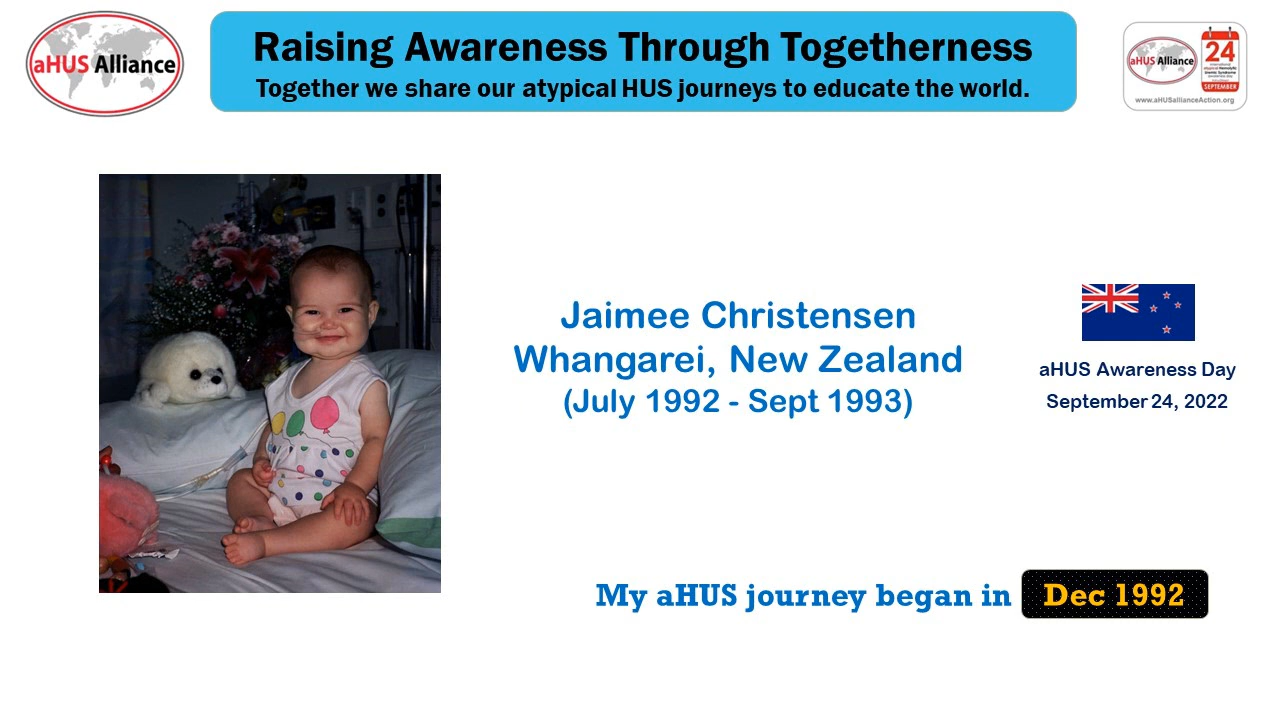 aHUS Alliance
Raising Awareness Through Togetherness
Together we share our atypical HUS journeys to educate the world.
aHUS Alliance
24
SEPTEMBER
www.aHUSallianceAction.org
Jaimee Christensen
Whangarei, New Zealand
(July 1992 - Sept 1993)
aHUS Awareness Day
September 24, 2022
My aHUS journey began in Dec 1992